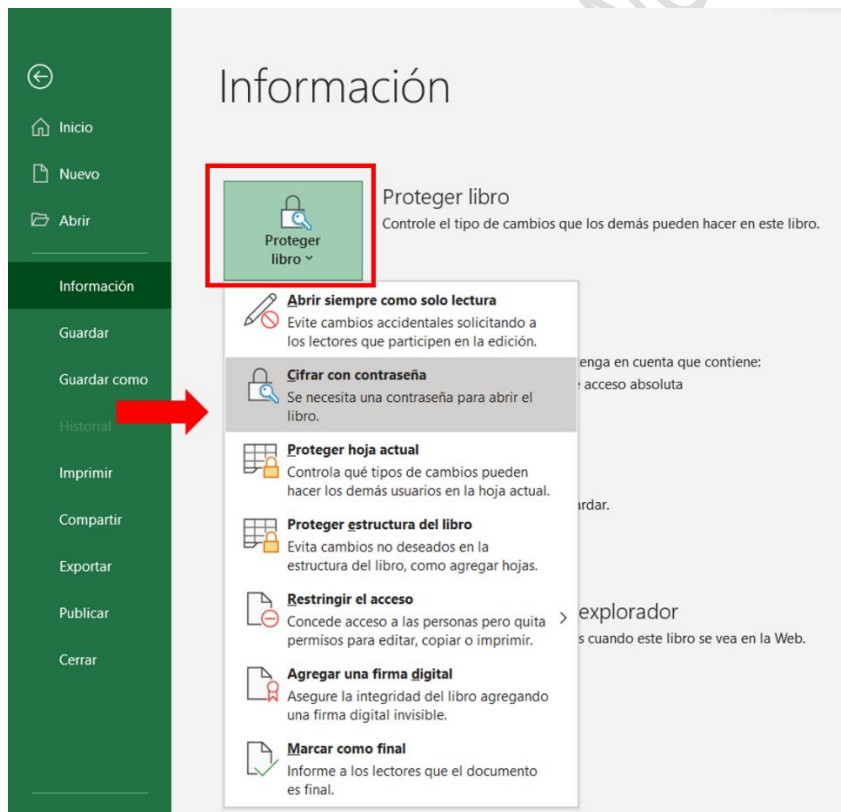 Información
Inicio
Nuevo
Abrir
Información
Guardar
Guardar como
Historial
Imprimir
Compartir
Exportar
Publicar
Cerrar
Proteger
libro
Proteger libro
Controle el tipo de cambios que los demás pueden hacer en este libro.
Abrir siempre como solo lectura
Evite cambios accidentales solicitando a
los lectores que participen en la edición.
Cifrar con contraseña
Se necesita una contraseña para abrir el
libro.
Proteger hoja actual
Controla qué tipos de cambios pueden
hacer los demás usuarios en la hoja actual.
Proteger estructura del libro
Evita cambios no deseados en la
estructura del libro, como agregar hojas.
Restringir el acceso
Concede acceso a las personas pero quita
permisos para editar, copiar o imprimir.
Agregar una firma digital
Asegure la integridad del libro agregando
una firma digital invisible.
Marcar como final
Informe a los lectores que el documento
es final.
tenga en cuenta que contiene:
acceso absoluta
explorador
cuando este libro se vea en la Web.